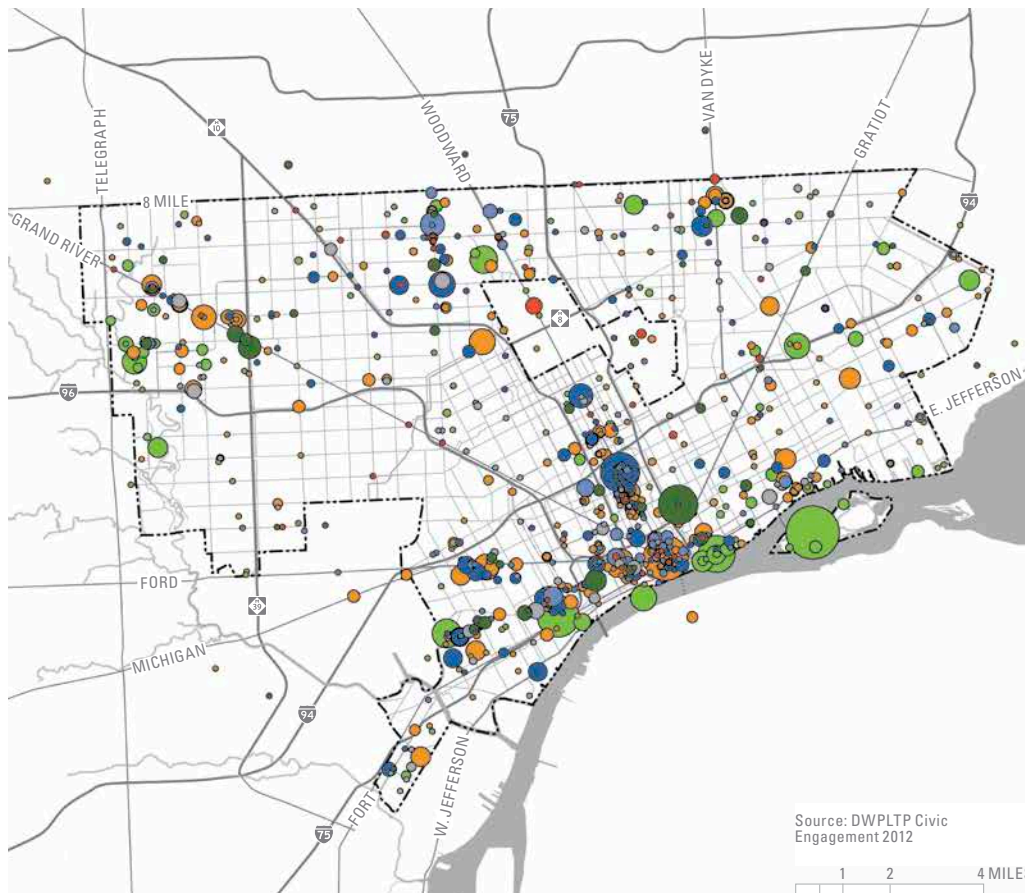 TELEGRAPH
10
WOODWARD
75
VAN DYKE
GRATIOT
8 MILE
94
GRAND RIVER
8
96
E. JEFFERSON
FORD
39
MICHIGAN
94
FORT
W. JEFFERSON
75
Source: DWPLTP Civic
Engagement 2012
1 2 4 MILE